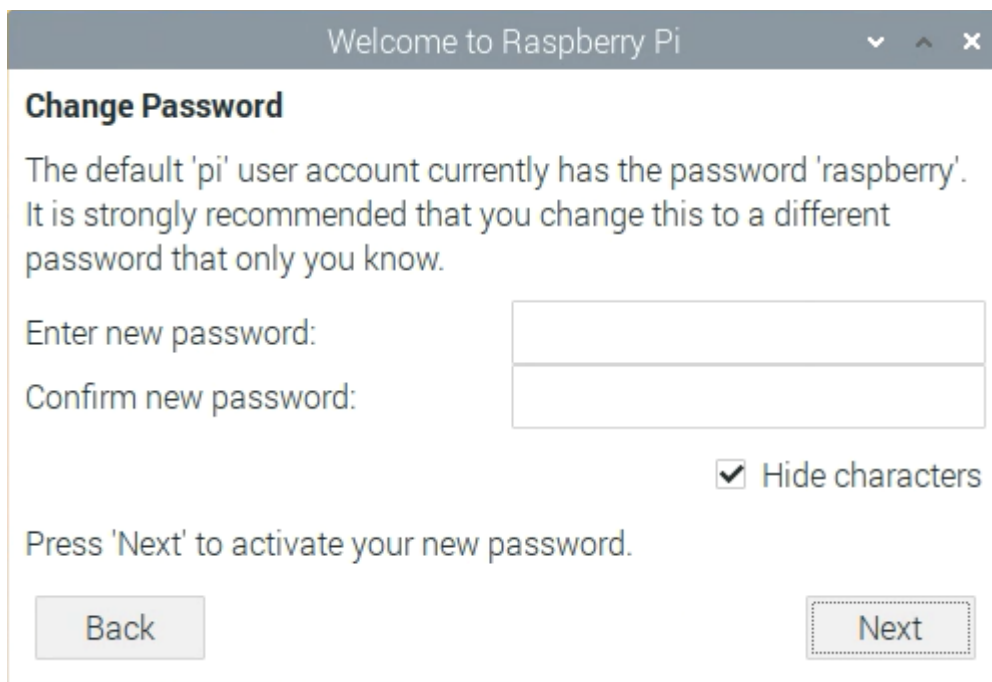 Welcome to Raspberry Pi
Change Password
The default 'pi' user account currently has the password 'raspberry'.
It is strongly recommended that you change this to a different
password that only you know.
Enter new password:
Confirm new password:
Hide characters
Press 'Next' to activate your new password.
Back
Next